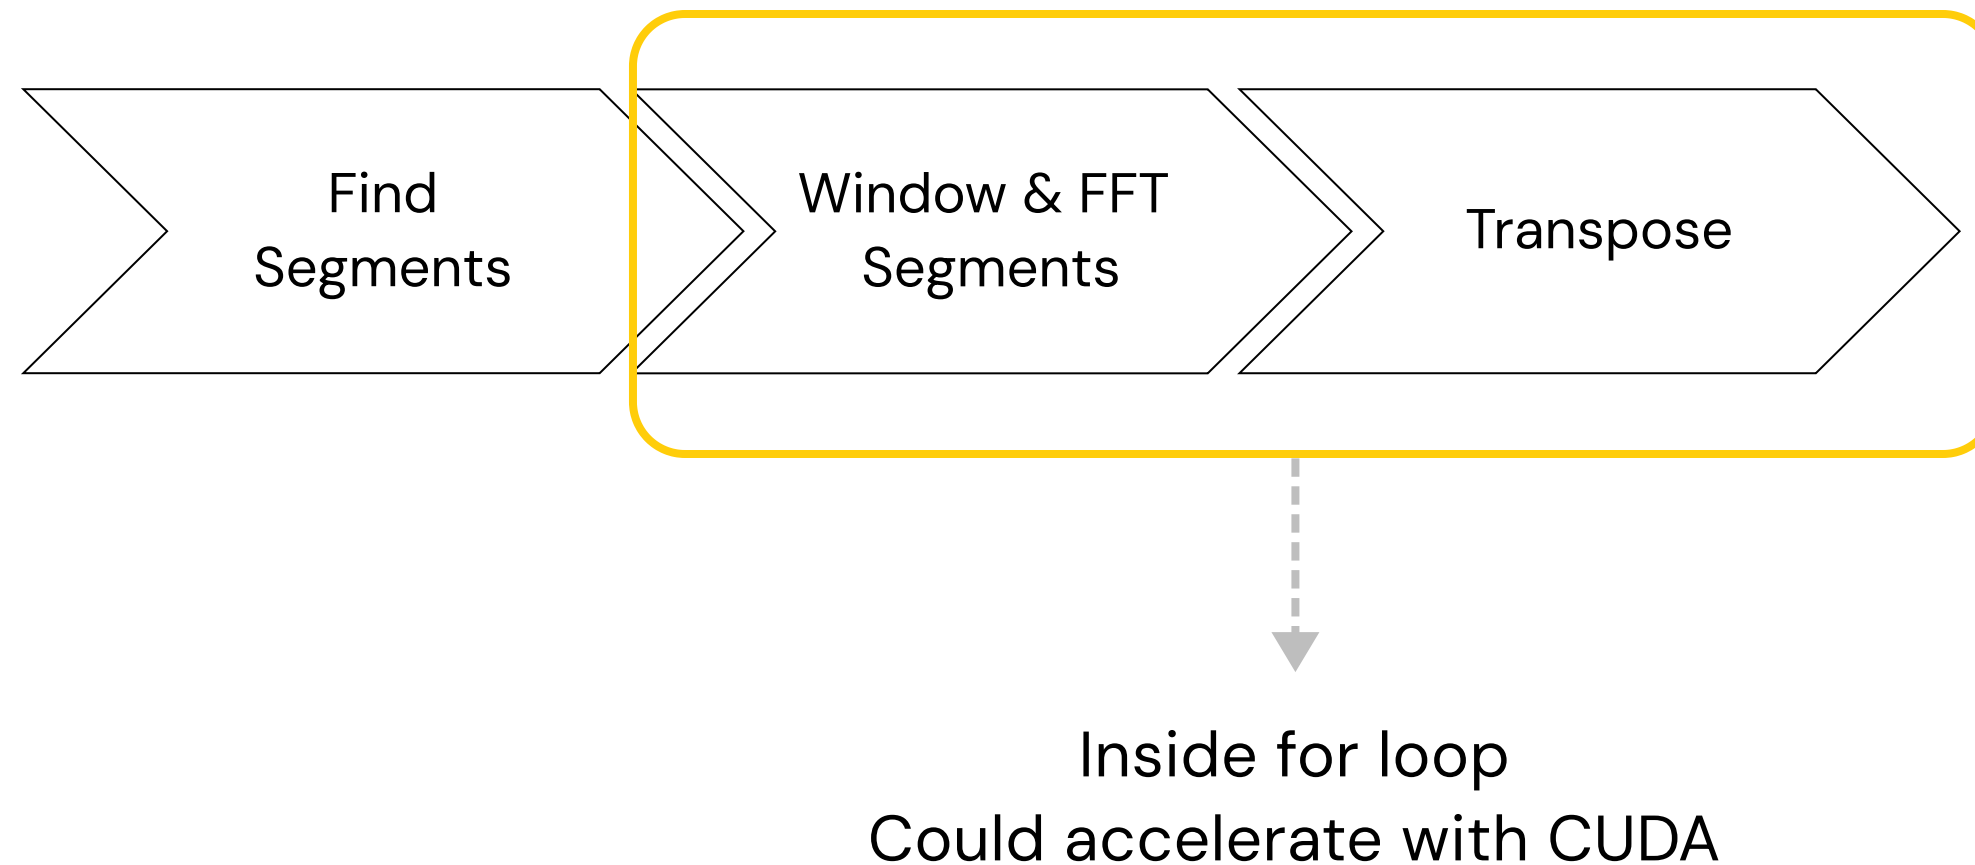 Find
Segments
Window & FFT
Segments
Transpose
Inside for loop
Could accelerate with CUDA